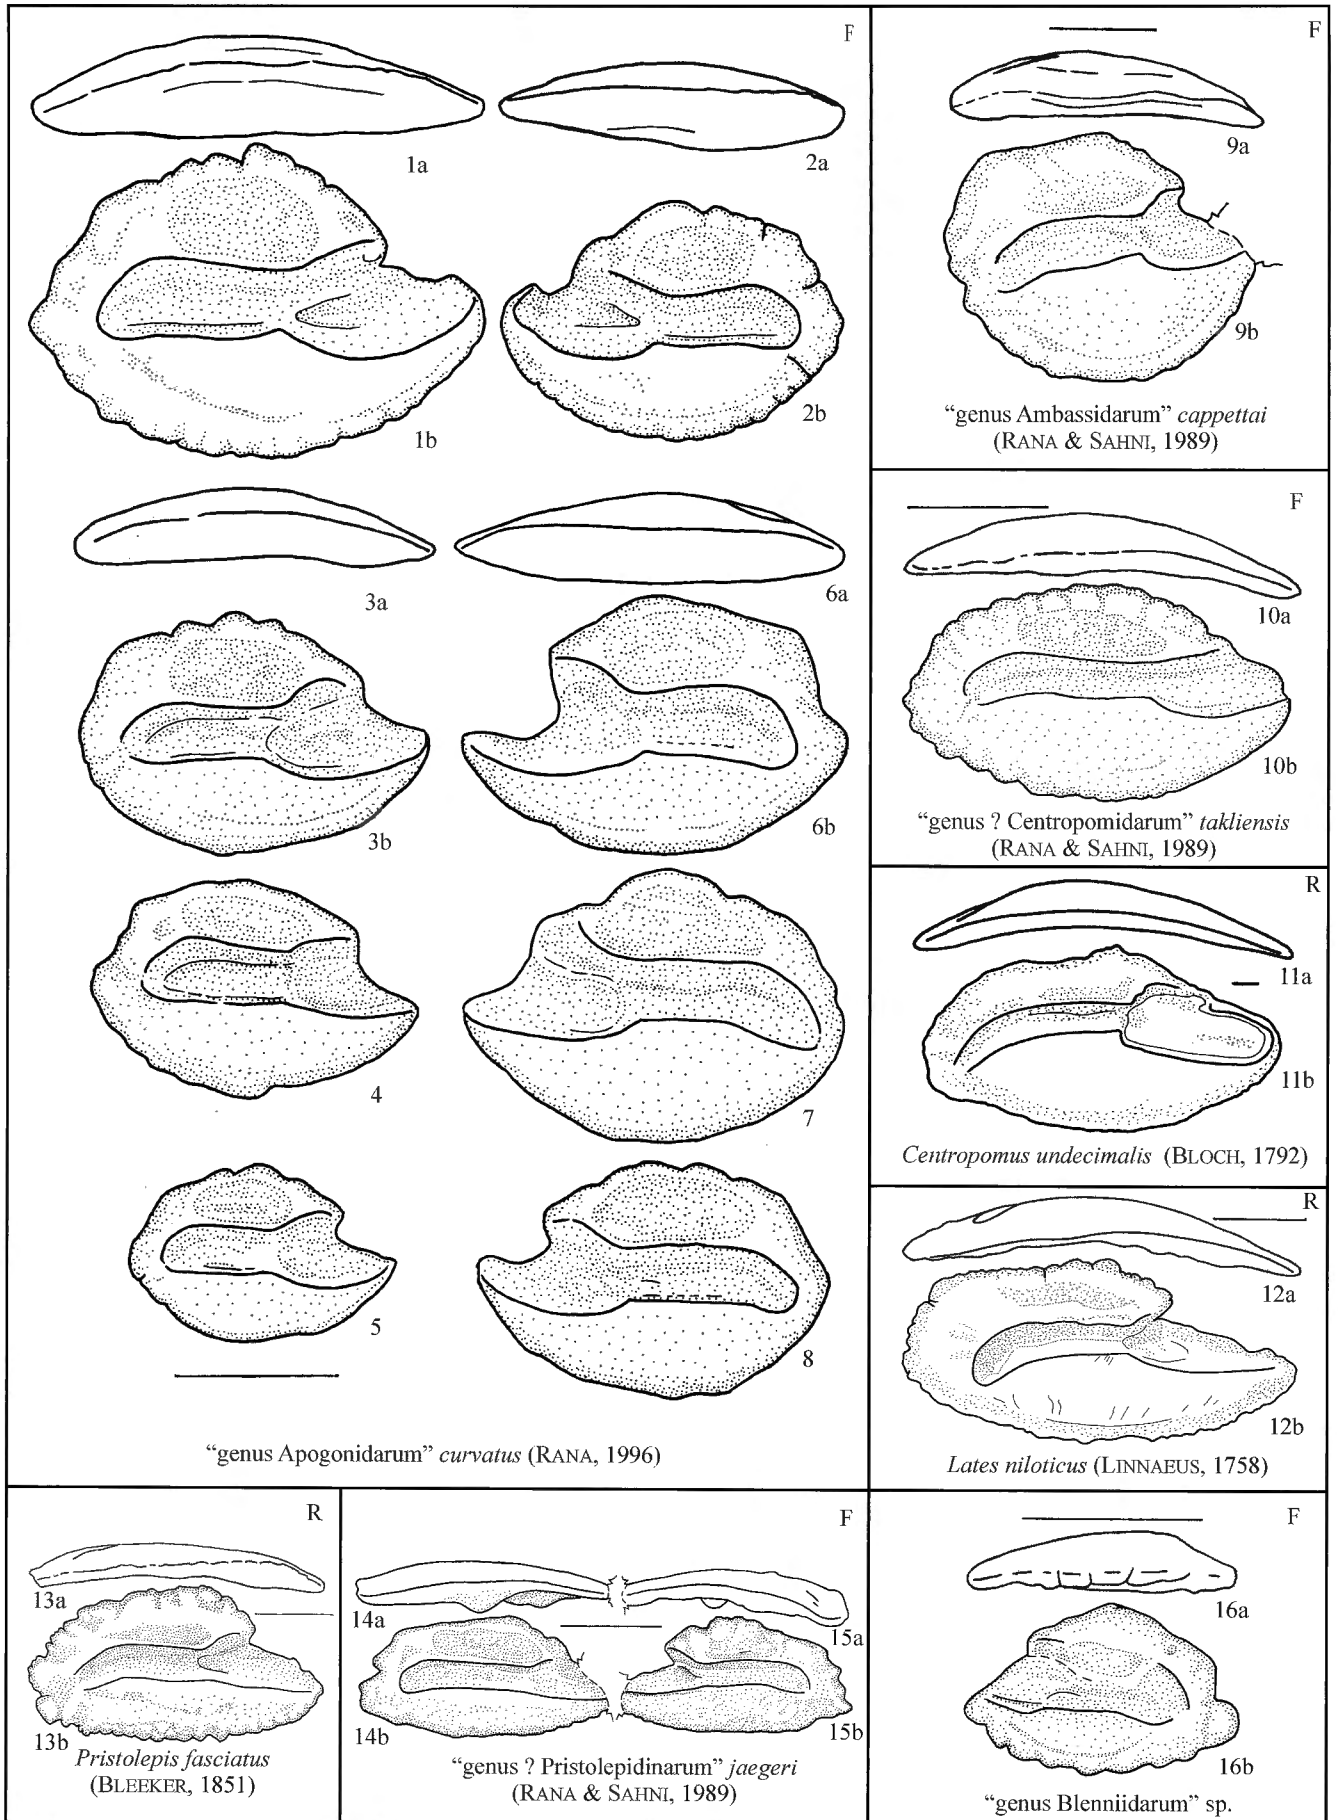 F
1a
2a
1b
2b
3a
6a
3b
6b
4
7
5
8
“genus Apogonidarum” curvatus (RANA, 1996)
F
9a
9b
“genus Ambassidarum” cappettai
(RANA & SAHNI, 1989)
F
10a
10b
“genus ? Centropomidarum” takliensis
(RANA & SAHNI, 1989)
R
11a
11b
Centropomus undecimalis (BLOCH, 1792)
R
12a
12b
Lates niloticus (LINNAEUS, 1758)
R
13a
13b
Pristolepis fasciatus
(BLEEKER, 1851)
F
14a
15a
14b
15b
“genus ? Pristolepidinarum” jaegeri
(RANA & SAHNI, 1989)
F
16a
16b
“genus Blenniidarum” sp.